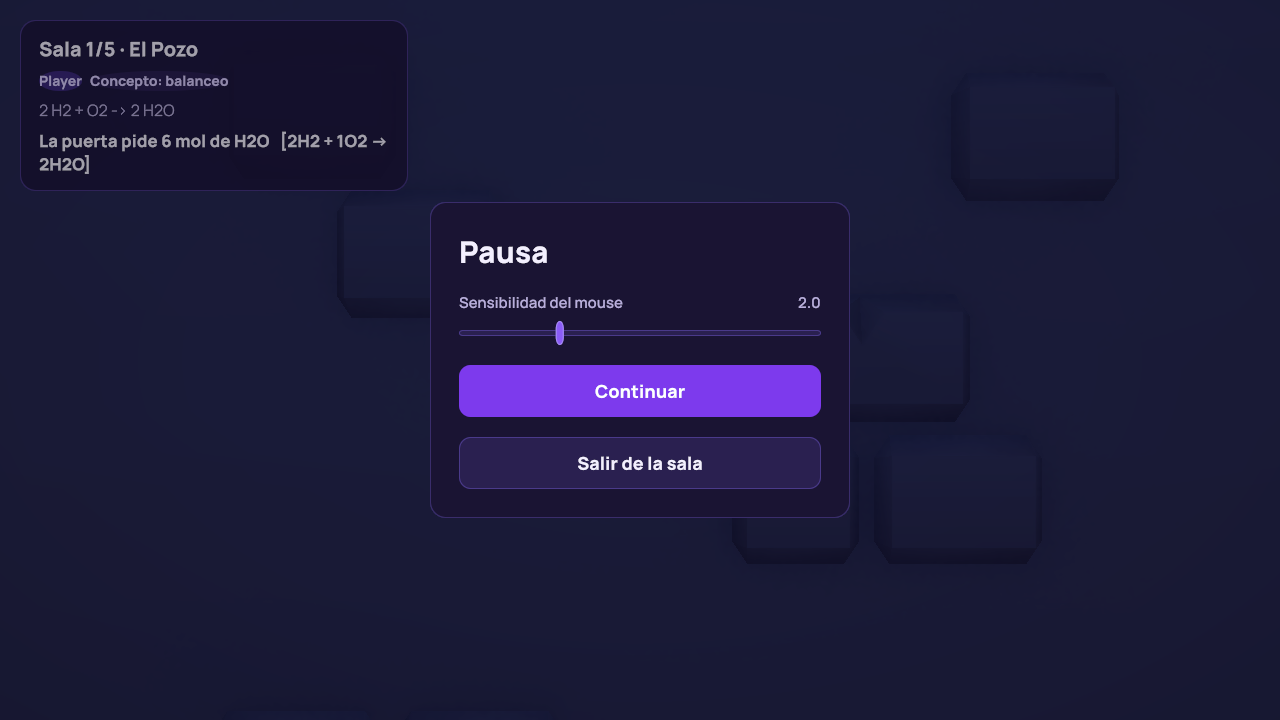 Sala 1/5 · El Pozo
Player Concepto: balanceo
2 H2 + O2 -> 2 H2O
La puerta pide 6 mol de H2O [2H2 + 1O2 →
2H2O]
Pausa
Sensibilidad del mouse 2.0
Continuar
Salir de la sala